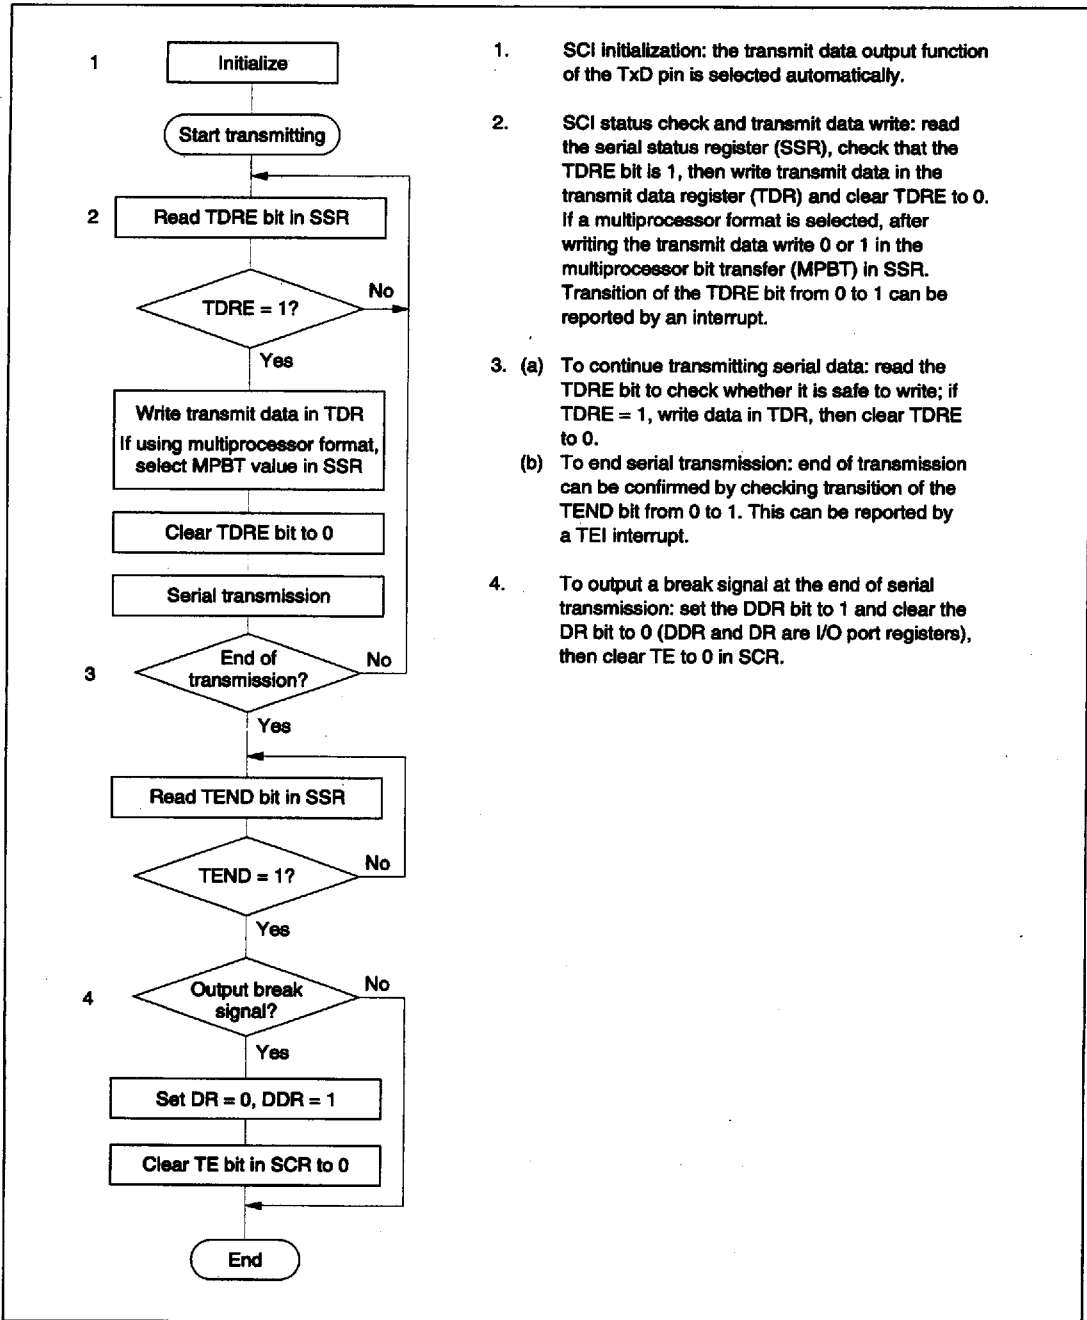 1
Initialize
Start transmitting
2
Read TDRE bit in SSR
TDRE = 1?
No
Yes
Write transmit data in TDR
If using multiprocessor format,
select MPBT value in SSR
Clear TDRE bit to 0
Serial transmission
3
End of
transmission?
No
Yes
Read TEND bit in SSR
TEND = 1?
No
Yes
4
Output break
signal?
No
Yes
Set DR = 0, DDR = 1
Clear TE bit in SCR to 0
End
1. SCI initialization: the transmit data output function
of the TxD pin is selected automatically.
2. SCI status check and transmit data write: read
the serial status register (SSR), check that the
TDRE bit is 1, then write transmit data in the
transmit data register (TDR) and clear TDRE to 0.
If a multiprocessor format is selected, after
writing the transmit data write 0 or 1 in the
multiprocessor bit transfer (MPBT) in SSR.
Transition of the TDRE bit from 0 to 1 can be
reported by an interrupt.
3. (a) To continue transmitting serial data: read the
TDRE bit to check whether it is safe to write; if
TDRE = 1, write data in TDR, then clear TDRE
to 0.
(b) To end serial transmission: end of transmission
can be confirmed by checking transition of the
TEND bit from 0 to 1. This can be reported by
a TEI interrupt.
4. To output a break signal at the end of serial
transmission: set the DDR bit to 1 and clear the
DR bit to 0 (DDR and DR are I/O port registers),
then clear TE to 0 in SCR.